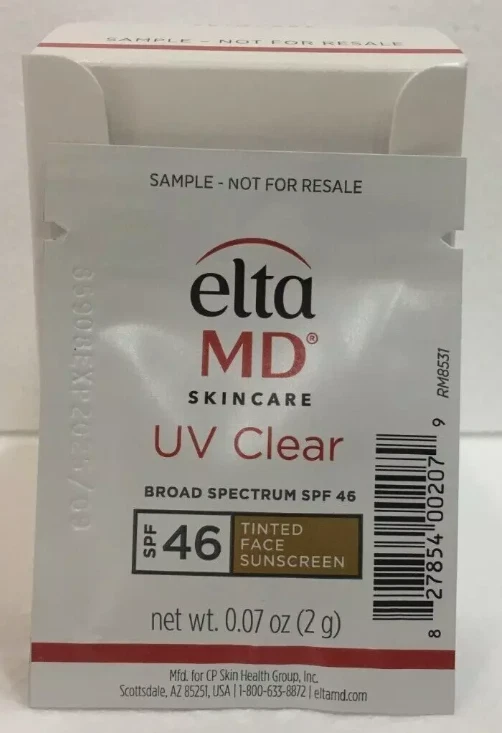 SAMPLE - NOT FOR RESALE
SAMPLE - NOT FOR RESALE
elta
MD®
SKINCARE
UV Clear
BROAD SPECTRUM SPF 46
SPF 46
TINTED
FACE
SUNSCREEN
net wt. 0.07 oz (2 g)
Mfd. for CP Skin Health Group, Inc.
Scottsdale, AZ 85251, USA | 1-800-633-8872 | eltamd.com
8 27854 00207 9
RM8531